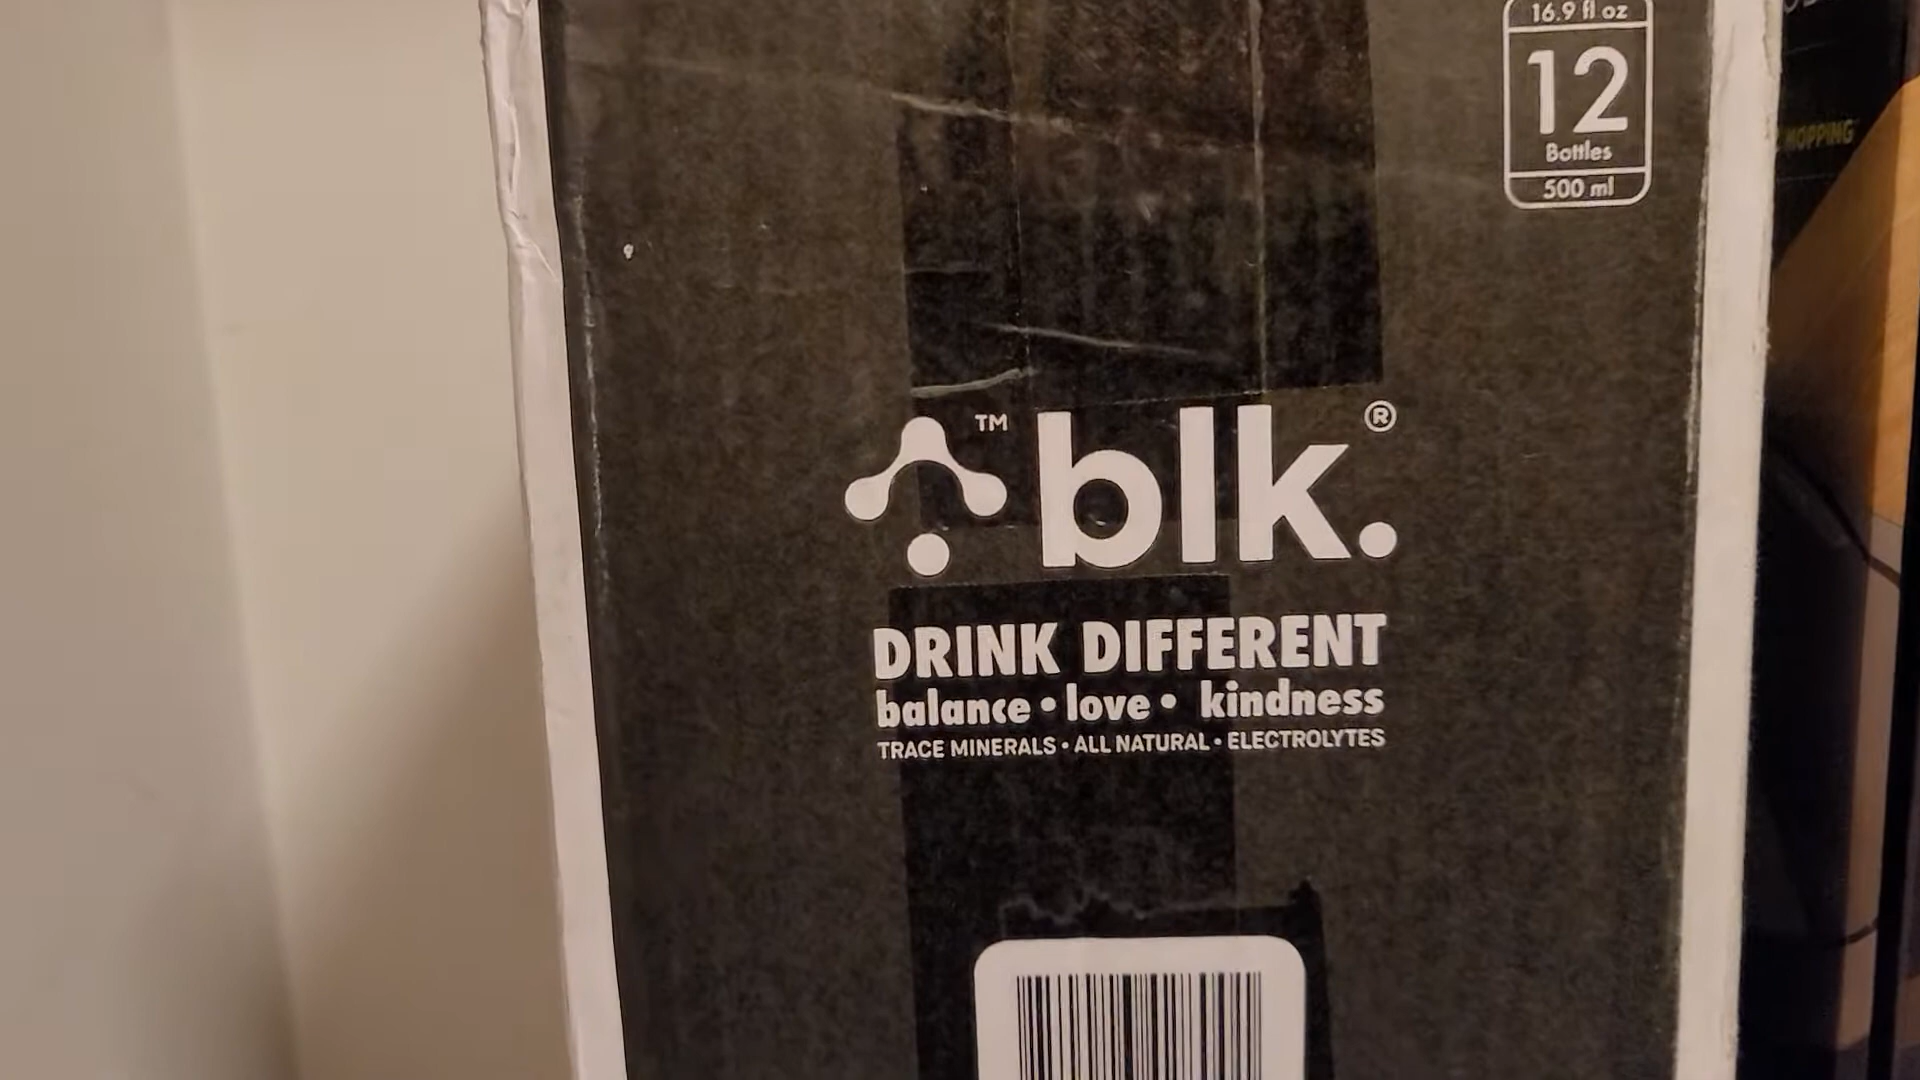 16.9 fl oz
12
Bottles
500 ml
MOPPING
™ blk.®
DRINK DIFFERENT
balance • love • kindness
TRACE MINERALS • ALL NATURAL • ELECTROLYTES